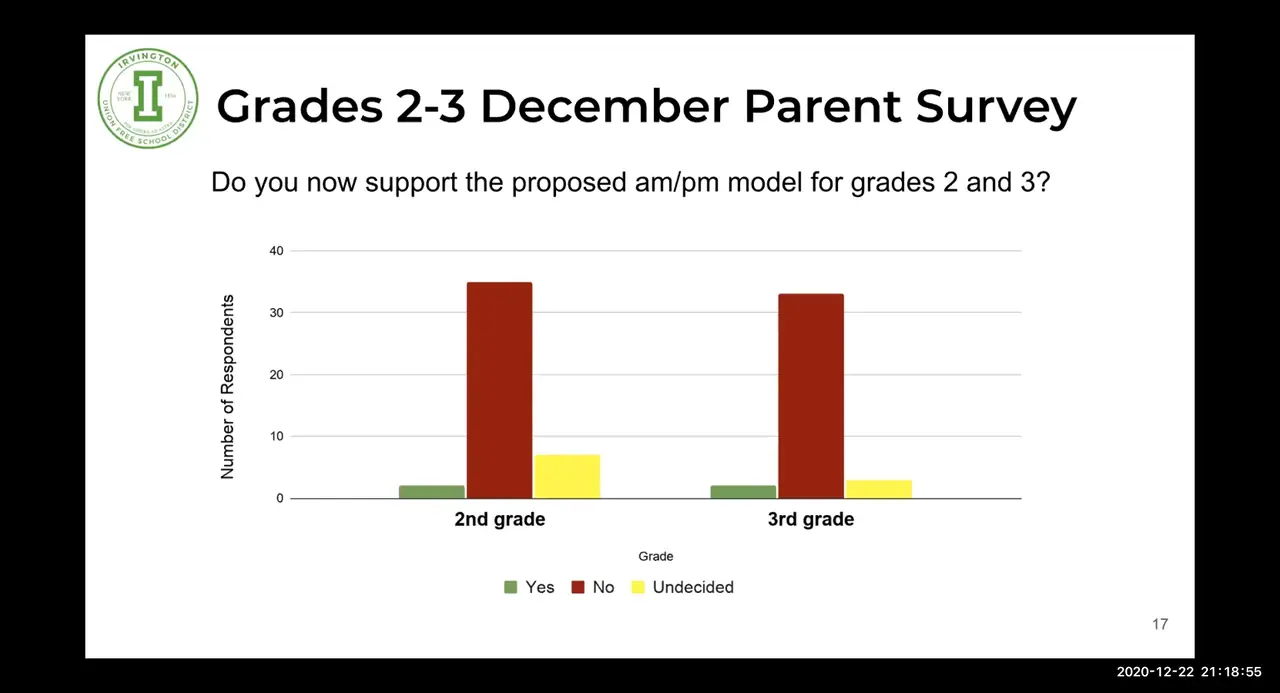 IRVINGTON
NEW YORK
UNION FREE SCHOOL DISTRICT
Grades 2-3 December Parent Survey
Do you now support the proposed am/pm model for grades 2 and 3?
Number of Respondents
40
30
20
10
0
2nd grade 3rd grade
Grade
Yes No Undecided
17
2020-12-22 21:18:55